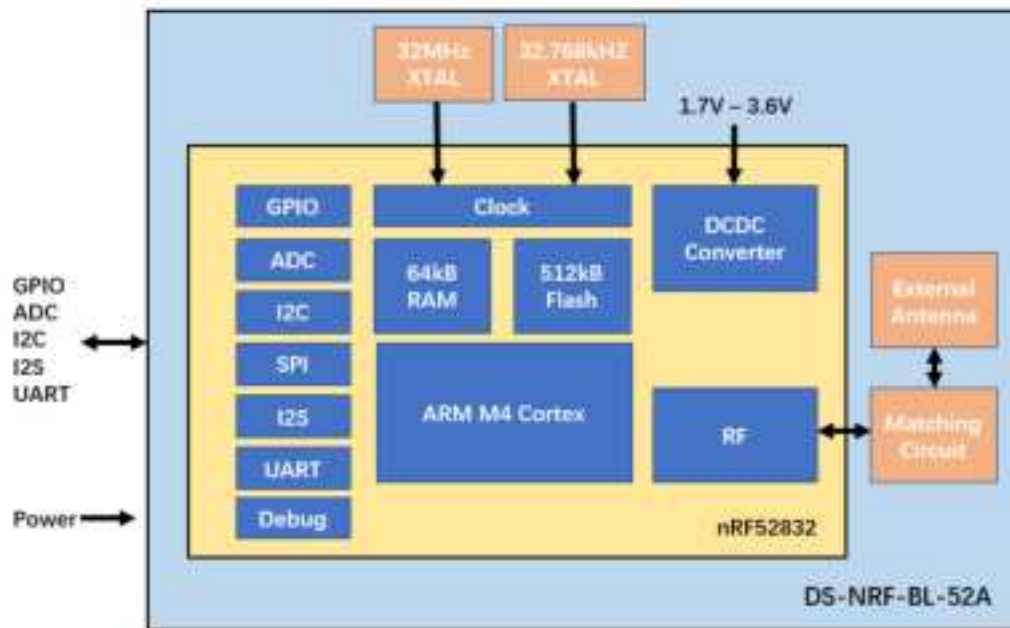 32MHz
XTAL
32.768kHZ
XTAL
1.7V – 3.6V
GPIO
ADC
I2C
SPI
I2S
UART
Debug
Clock
64kB
RAM
512kB
Flash
ARM M4 Cortex
DCDC
Converter
RF
nRF52832
External
Antenna
Matching
Circuit
GPIO
ADC
I2C
I2S
UART
Power
DS-NRF-BL-52A